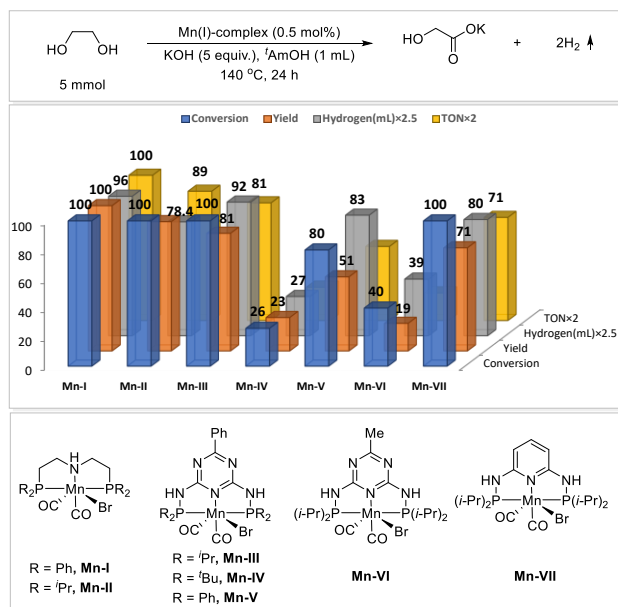 Mn(I)-complex (0.5 mol%)
HO OH
KOH (5 equiv.), ᵗAmOH (1 mL)
140 °C, 24 h
5 mmol
HO OK
O
+ 2H₂
Conversion Yield Hydrogen(mL)×2.5 TON×2
100 100 96 100 100 78.4 89 100 81 92 81
26 23 27 80 51 83 40 19 39 100 71 80 71
100
80
60
40
20
0
Mn-I Mn-II Mn-III Mn-IV Mn-V Mn-VI Mn-VII
TON×2
Hydrogen(mL)×2.5
Yield
Conversion
H
N
R₂P Mn PR₂
OC Br
CO
R = Ph, Mn-I
R = ⁱPr, Mn-II
Ph
N N
HN N NH
R₂P Mn PR₂
OC Br
CO
R = ⁱPr, Mn-III
R = ᵗBu, Mn-IV
R = Ph, Mn-V
Me
N N
HN N NH
(i-Pr)₂P Mn P(i-Pr)₂
OC Br
CO
Mn-VI
HN N NH
(i-Pr)₂P Mn P(i-Pr)₂
OC Br
CO
Mn-VII